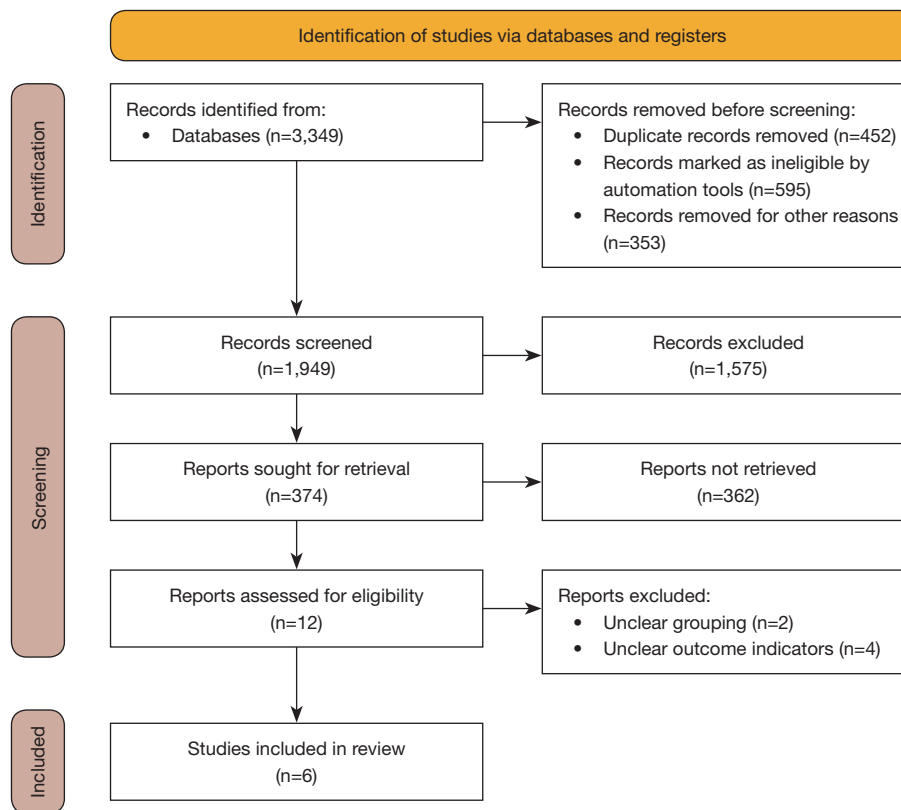 Identification of studies via databases and registers
Identification
Records identified from:
• Databases (n=3,349)
Records removed before screening:
• Duplicate records removed (n=452)
• Records marked as ineligible by
automation tools (n=595)
• Records removed for other reasons
(n=353)
Screening
Records screened
(n=1,949)
Records excluded
(n=1,575)
Reports sought for retrieval
(n=374)
Reports not retrieved
(n=362)
Reports assessed for eligibility
(n=12)
Reports excluded:
• Unclear grouping (n=2)
• Unclear outcome indicators (n=4)
Included
Studies included in review
(n=6)